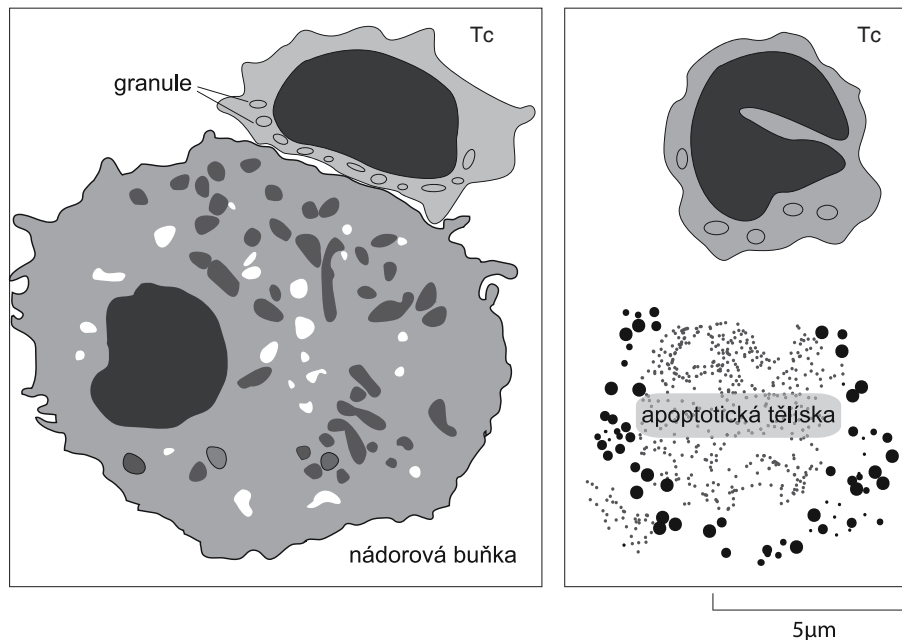 Tc
granule
nádorová buňka
Tc
apoptotická tělíska
5µm